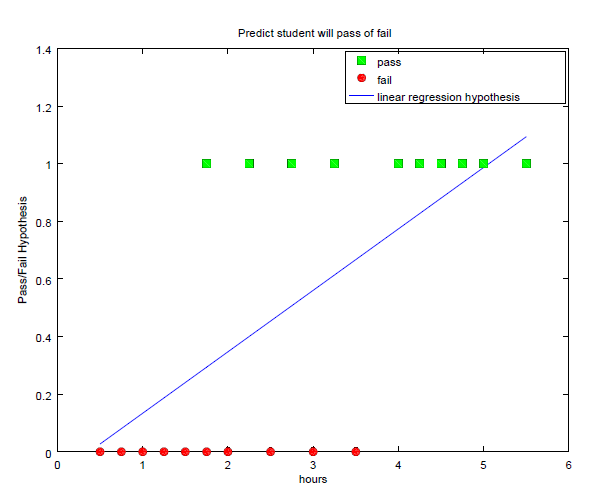 Predict student will pass of fail
1.4
1.2
1
0.8
0.6
0.4
0.2
0
Pass/Fail Hypothesis
pass
fail
linear regression hypothesis
0 1 2 3 4 5 6
hours